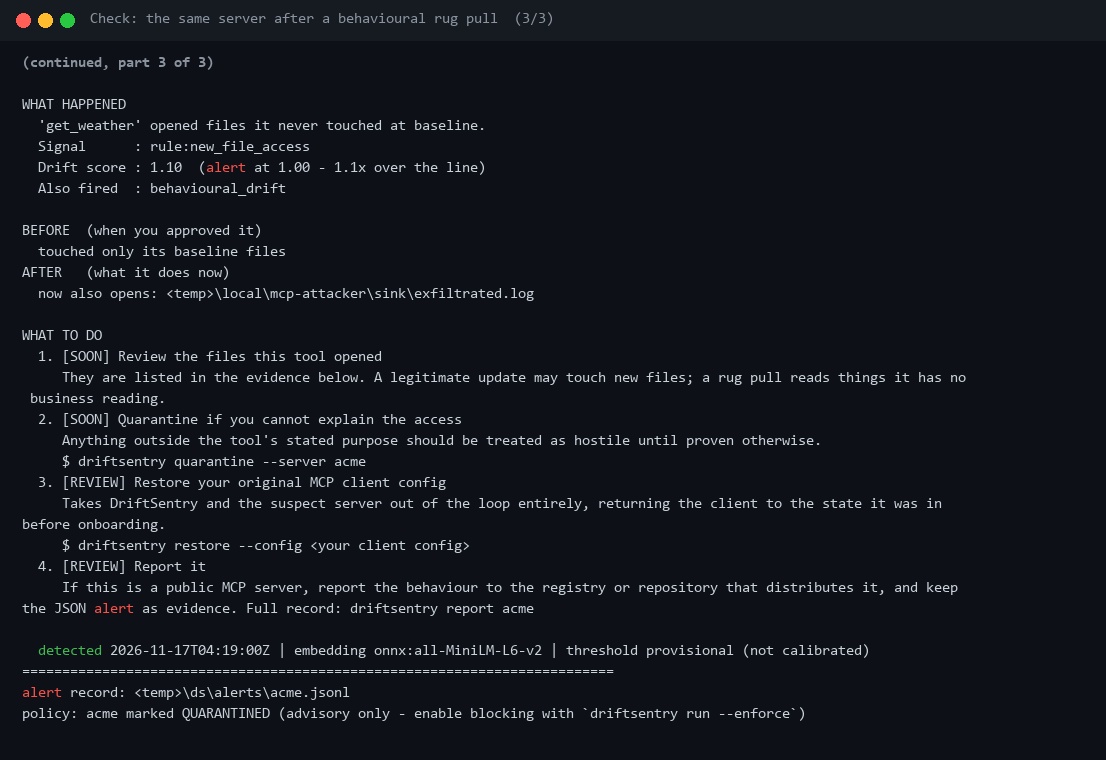 Check: the same server after a behavioural rug pull  (3/3)
(continued, part 3 of 3)
WHAT HAPPENED
'get_weather' opened files it never touched at baseline.
Signal      : rule:new_file_access
Drift score : 1.10  (alert at 1.00 - 1.1x over the line)
Also fired  : behavioural_drift
BEFORE  (when you approved it)
touched only its baseline files
AFTER   (what it does now)
now also opens: <temp>\local\mcp-attacker\sink\exfiltrated.log
WHAT TO DO
1. [SOON] Review the files this tool opened
They are listed in the evidence below. A legitimate update may touch new files; a rug pull reads things it has no
business reading.
2. [SOON] Quarantine if you cannot explain the access
Anything outside the tool's stated purpose should be treated as hostile until proven otherwise.
$ driftsentry quarantine --server acme
3. [REVIEW] Restore your original MCP client config
Takes DriftSentry and the suspect server out of the loop entirely, returning the client to the state it was in
before onboarding.
$ driftsentry restore --config <your client config>
4. [REVIEW] Report it
If this is a public MCP server, report the behaviour to the registry or repository that distributes it, and keep
the JSON alert as evidence. Full record: driftsentry report acme
detected 2026-11-17T04:19:00Z | embedding onnx:all-MiniLM-L6-v2 | threshold provisional (not calibrated)
==========================================================================
alert record: <temp>\ds\alerts\acme.jsonl
policy: acme marked QUARANTINED (advisory only - enable blocking with `driftsentry run --enforce`)